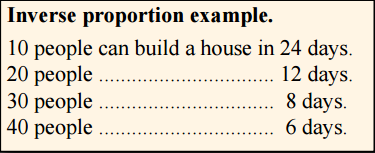 Inverse proportion example.
10 people can build a house in 24 days.
20 people ................................ 12 days.
30 people ................................ 8 days.
40 people ................................ 6 days.